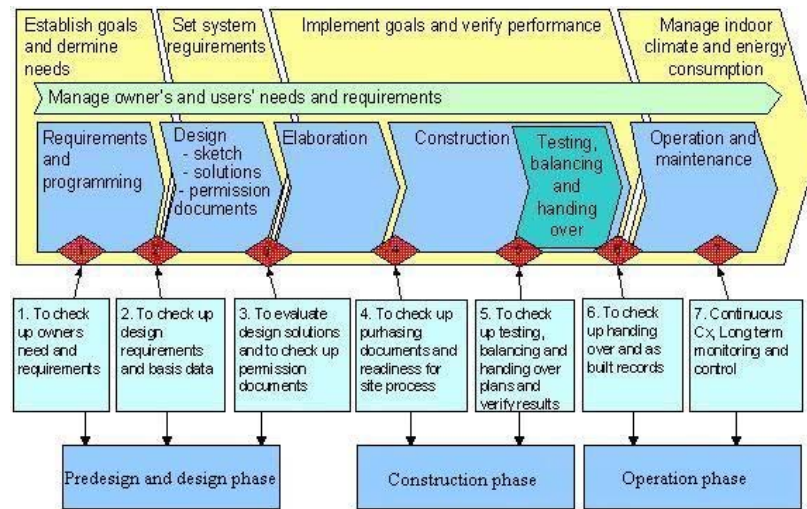 Establish goals
and dermine
needs
Set system
reguirements
Implement goals and verify performance
Manage indoor
climate and energy
consumption
Manage owner's and users' needs and requirements
Requirements
and
programming
Design
- sketch
- solutions
- permission
documents
Elaboration
Construction
Testing,
balancing
and
handing
over
Operation and
maintenance
1. To check
up owners
need and
requirements
2. To check up
design
requirements
and basis data
3. To evaluate
design solutions
and to check up
permission
documents
4. To check up
purhasing
documents and
readiness for
site process
5. To check
up testing,
balancing and
handing over
plans and
verify results
6. To check
up handing
over and as
built records
7. Continuous
Cx, Long term
monitoring and
control
Predesign and design phase
Construction phase
Operation phase